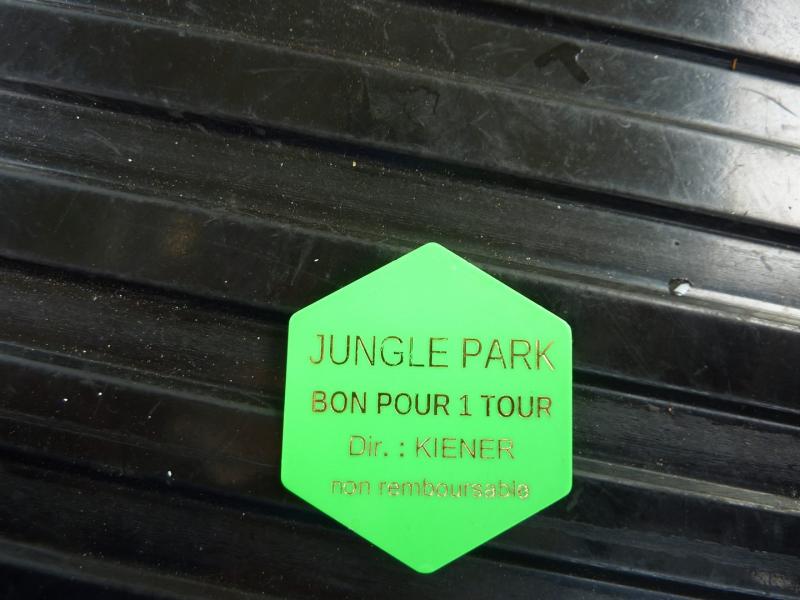 JUNGLE PARK
BON POUR 1 TOUR
Dir. : KIENER
non remboursable